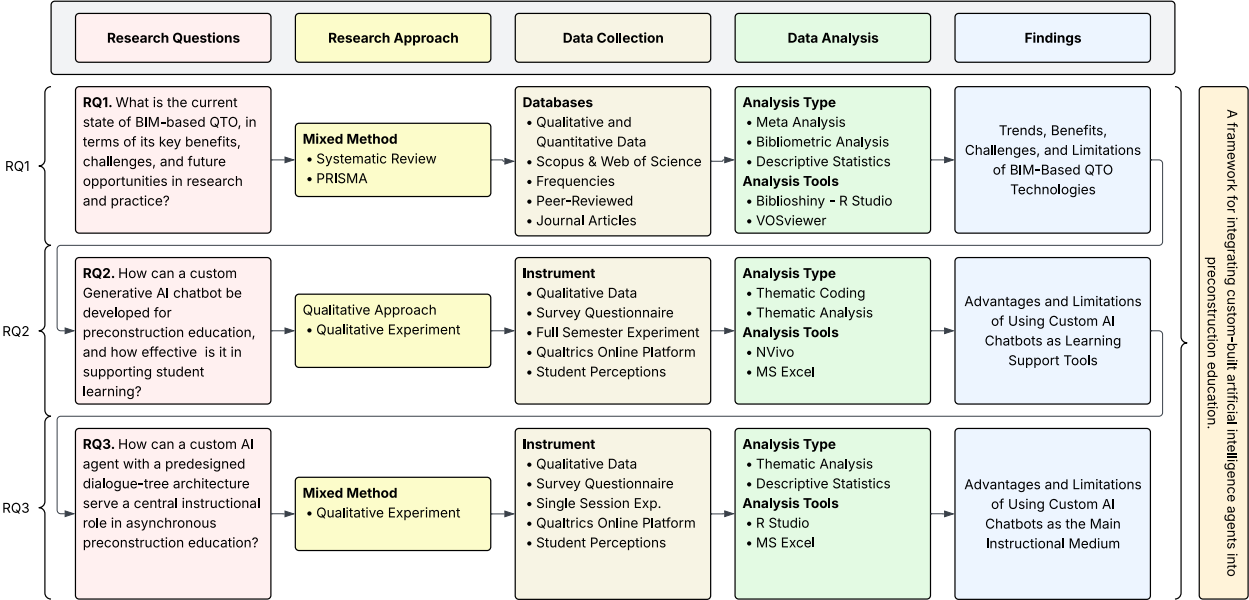 Research Questions
Research Approach
Data Collection
Data Analysis
Findings
RQ1
RQ1. What is the current
state of BIM-based QTO, in
terms of its key benefits,
challenges, and future
opportunities in research
and practice?
Mixed Method
• Systematic Review
• PRISMA
Databases
• Qualitative and
Quantitative Data
• Scopus & Web of Science
• Frequencies
• Peer-Reviewed
• Journal Articles
Analysis Type
• Meta Analysis
• Bibliometric Analysis
• Descriptive Statistics
Analysis Tools
• Biblioshiny - R Studio
• VOSviewer
Trends, Benefits,
Challenges, and Limitations
of BIM-Based QTO
Technologies
RQ2
RQ2. How can a custom
Generative AI chatbot be
developed for
preconstruction education,
and how effective is it in
supporting student
learning?
Qualitative Approach
• Qualitative Experiment
Instrument
• Qualitative Data
• Survey Questionnaire
• Full Semester Experiment
• Qualtrics Online Platform
• Student Perceptions
Analysis Type
• Thematic Coding
• Thematic Analysis
Analysis Tools
• NVivo
• MS Excel
Advantages and Limitations
of Using Custom AI
Chatbots as Learning
Support Tools
RQ3
RQ3. How can a custom AI
agent with a predesigned
dialogue-tree architecture
serve a central instructional
role in asynchronous
preconstruction education?
Mixed Method
• Qualitative Experiment
Instrument
• Qualitative Data
• Survey Questionnaire
• Single Session Exp.
• Qualtrics Online Platform
• Student Perceptions
Analysis Type
• Thematic Analysis
• Descriptive Statistics
Analysis Tools
• R Studio
• MS Excel
Advantages and Limitations
of Using Custom AI
Chatbots as the Main
Instructional Medium
A framework for integrating custom-built artificial intelligence agents into
preconstruction education.